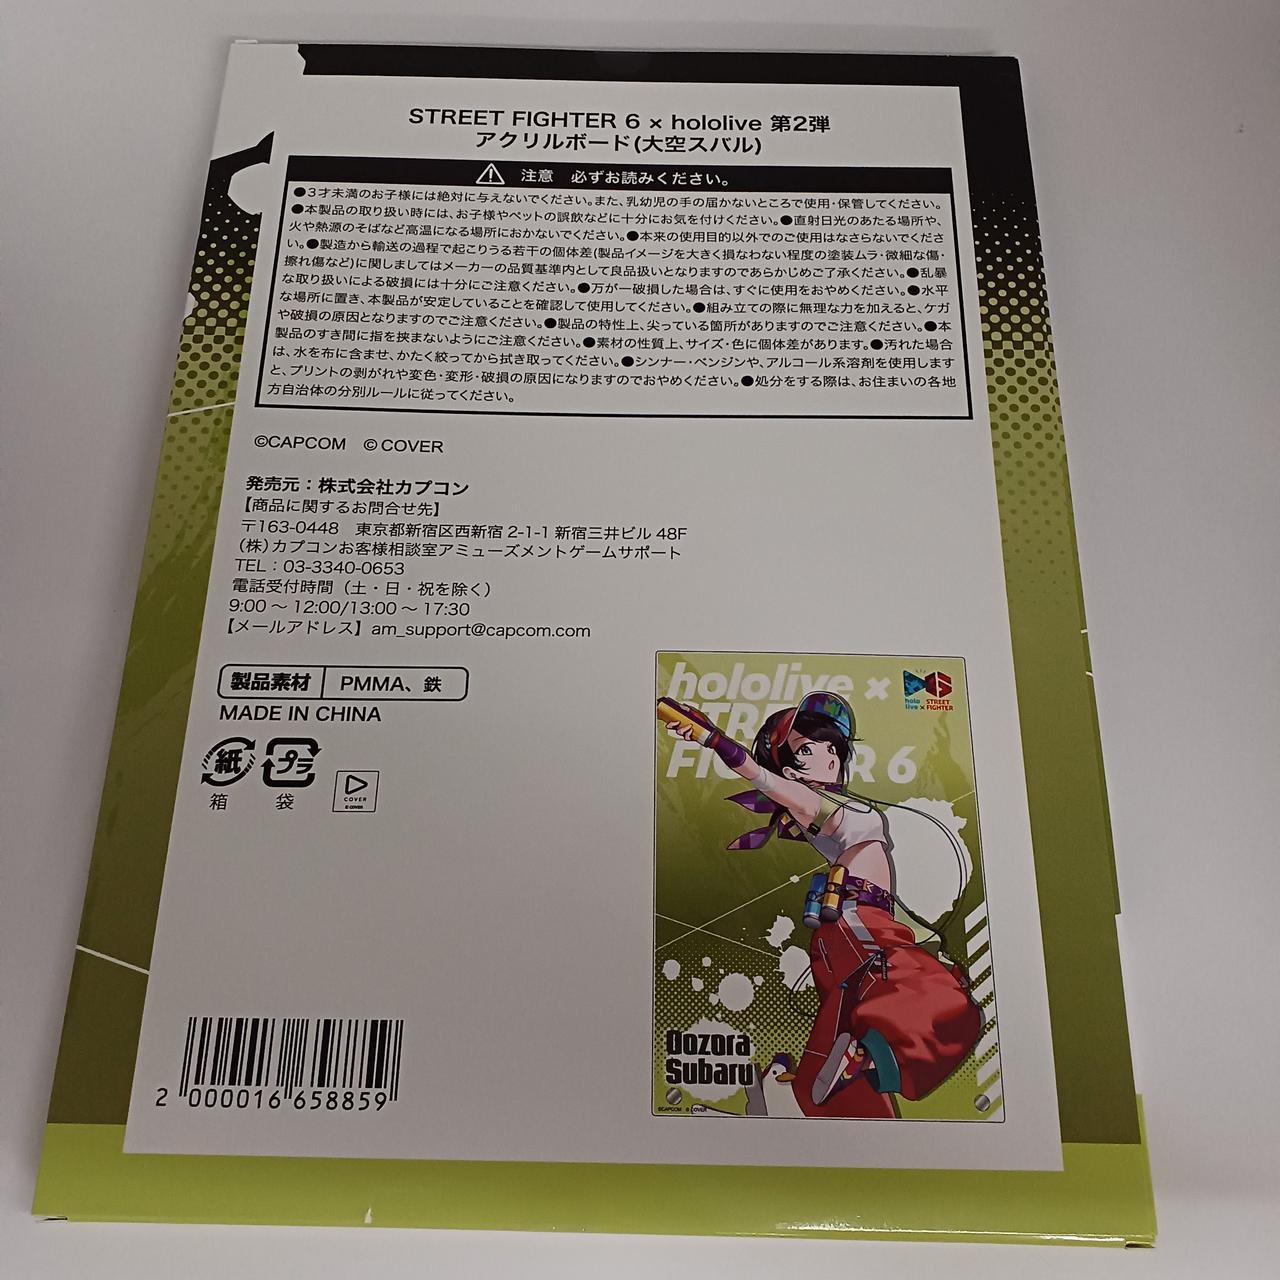 STREET FIGHTER 6 × hololive 第2弾
アクリルボード(大空スバル)
注意 必ずお読みください。
●3才未満のお子様には絶対に与えないでください。また、乳幼児の手の届かないところで使用・保管してください。
●本製品の取り扱い時には、お子様やペットの誤飲などに十分にお気を付けください。●直射日光のあたる場所や、
火や熱源のそばなど高温になる場所におかないでください。●本来の使用目的以外でのご使用はなさらないでくださ
い。●製造から輸送の過程で起こりうる若干の個体差(製品イメージを大きく損なわない程度の塗装ムラ・微細な傷・
擦れ傷など)に関しましてはメーカーの品質基準内として良品扱いとなりますのであらかじめご了承ください。●乱暴
な取り扱いによる破損には十分にご注意ください。●万が一破損した場合は、すぐに使用をおやめください。●水平
な場所に置き、本製品が安定していることを確認して使用してください。●組み立ての際に無理な力を加えると、ケガ
や破損の原因となりますのでご注意ください。●製品の特性上、尖っている箇所がありますのでご注意ください。●本
製品のすき間に指を挟まないようにご注意ください。●素材の性質上、サイズ・色に個体差があります。●汚れた場合
は、水を布に含ませ、かたく絞ってから拭き取ってください。●シンナー・ベンジンや、アルコール系溶剤を使用します
と、プリントの剥がれや変色・変形・破損の原因になりますのでおやめください。●処分をする際は、お住まいの各地
方自治体の分別ルールに従ってください。
©CAPCOM © COVER
発売元：株式会社カプコン
【商品に関するお問合せ先】
〒163-0448 東京都新宿区西新宿 2-1-1 新宿三井ビル 48F
(株)カプコンお客様相談室アミューズメントゲームサポート
TEL：03-3340-0653
電話受付時間（土・日・祝を除く）
9:00 ～ 12:00/13:00 ～ 17:30
【メールアドレス】am_support@capcom.com
製品素材 PMMA、鉄
MADE IN CHINA
紙 プラ
箱 袋
COVER
© COVER
2 000016 658859
hololive ×
STRE
FIG R 6
holo
live × STREET
FIGHTER
Oozora
Subaru
©CAPCOM © COVER